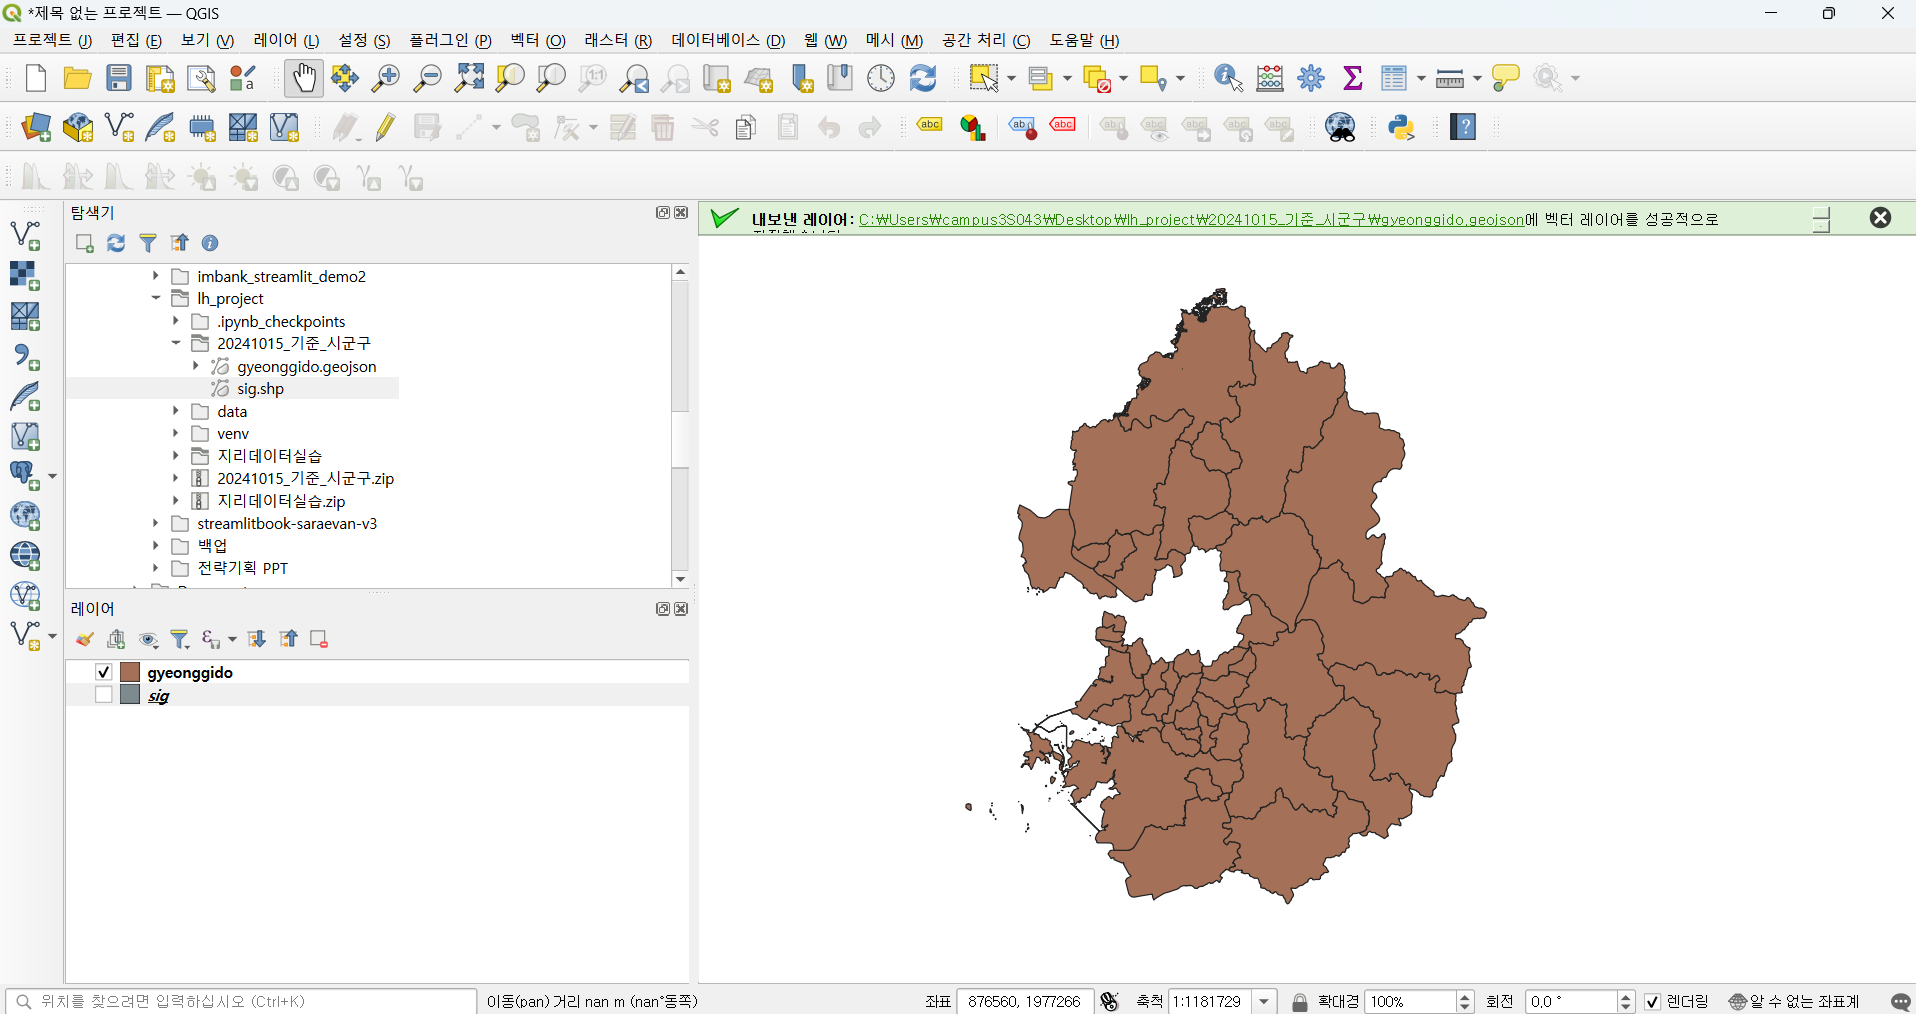 *제목 없는 프로젝트 — QGIS
프로젝트 (J) 편집 (E) 보기 (V) 레이어 (L) 설정 (S) 플러그인 (P) 벡터 (O) 래스터 (R) 데이터베이스 (D) 웹 (W) 메시 (M) 공간 처리 (C) 도움말 (H)
1:1
abc abc abc
탐색기
imbank_streamlit_demo2
lh_project
.ipynb_checkpoints
20241015_기준_시군구
gyeonggido.geojson
sig.shp
data
venv
지리데이터실습
20241015_기준_시군구.zip
지리데이터실습.zip
streamlitbook-saraevan-v3
백업
전략기획 PPT
내보낸 레이어: C:₩Users₩campus3S043₩Desktop₩lh_project₩20241015_기준_시군구₩gyeonggido.geojson에 벡터 레이어를 성공적으로
레이어
gyeonggido
sig
위치를 찾으려면 입력하십시오 (Ctrl+K)
이동(pan) 거리 nan m (nan°동쪽)
좌표 876560, 1977266 축척 1:1181729 확대경 100% 회전 0.0 ° 렌더링 알 수 없는 좌표계